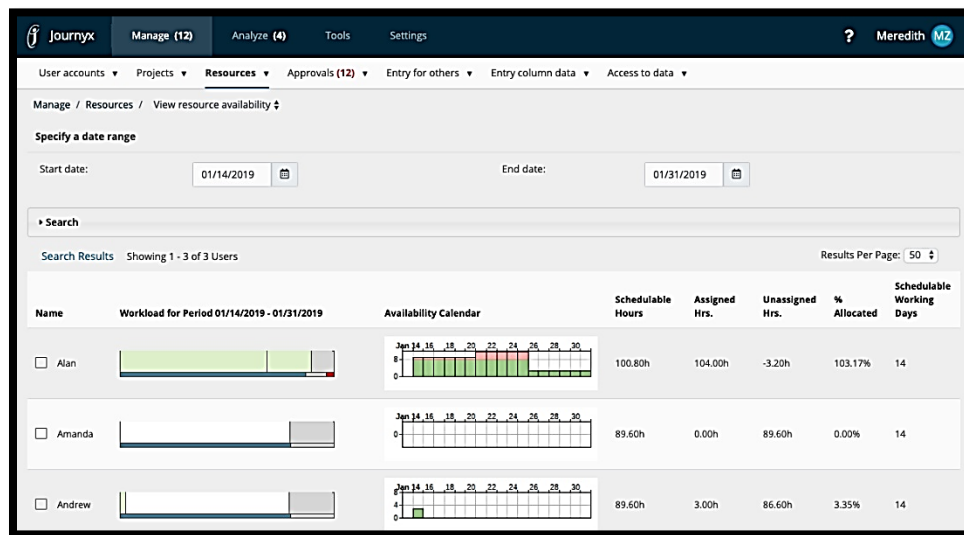 Journyx Manage (12) Analyze (4) Tools Settings ? Meredith MZ
User accounts Projects Resources Approvals (12) Entry for others Entry column data Access to data
Manage / Resources / View resource availability
Specify a date range
Start date: 01/14/2019 End date: 01/31/2019
Search
Search Results Showing 1 - 3 of 3 Users Results Per Page: 50
Name Workload for Period 01/14/2019 - 01/31/2019 Availability Calendar Schedulable Hours Assigned Hrs. Unassigned Hrs. % Allocated Schedulable Working Days
Jan 14 16 18 20 22 24 26 28 30
8
0
Alan 100.80h 104.00h -3.20h 103.17% 14
Jan 14 16 18 20 22 24 26 28 30
0
Amanda 89.60h 0.00h 89.60h 0.00% 14
Jan 14 16 18 20 22 24 26 28 30
8
4
0
Andrew 89.60h 3.00h 86.60h 3.35% 14